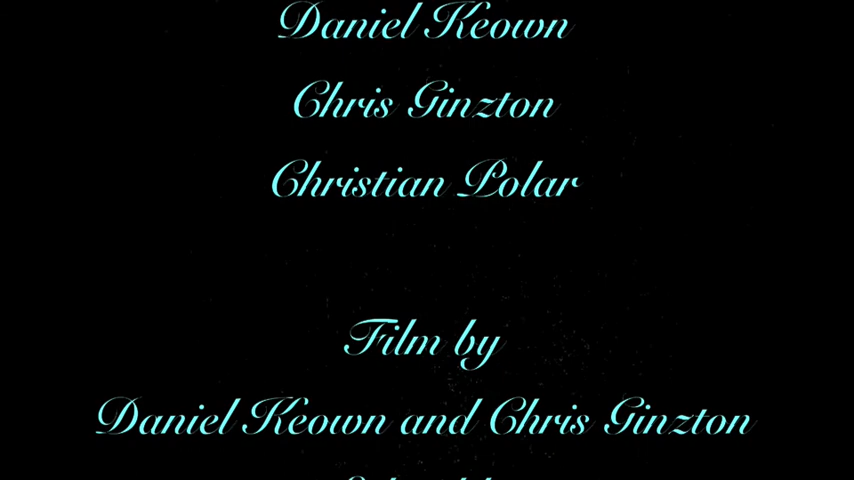 Daniel Keown
Chris Ginzton
Christian Polar
Film by
Daniel Keown and Chris Ginzton